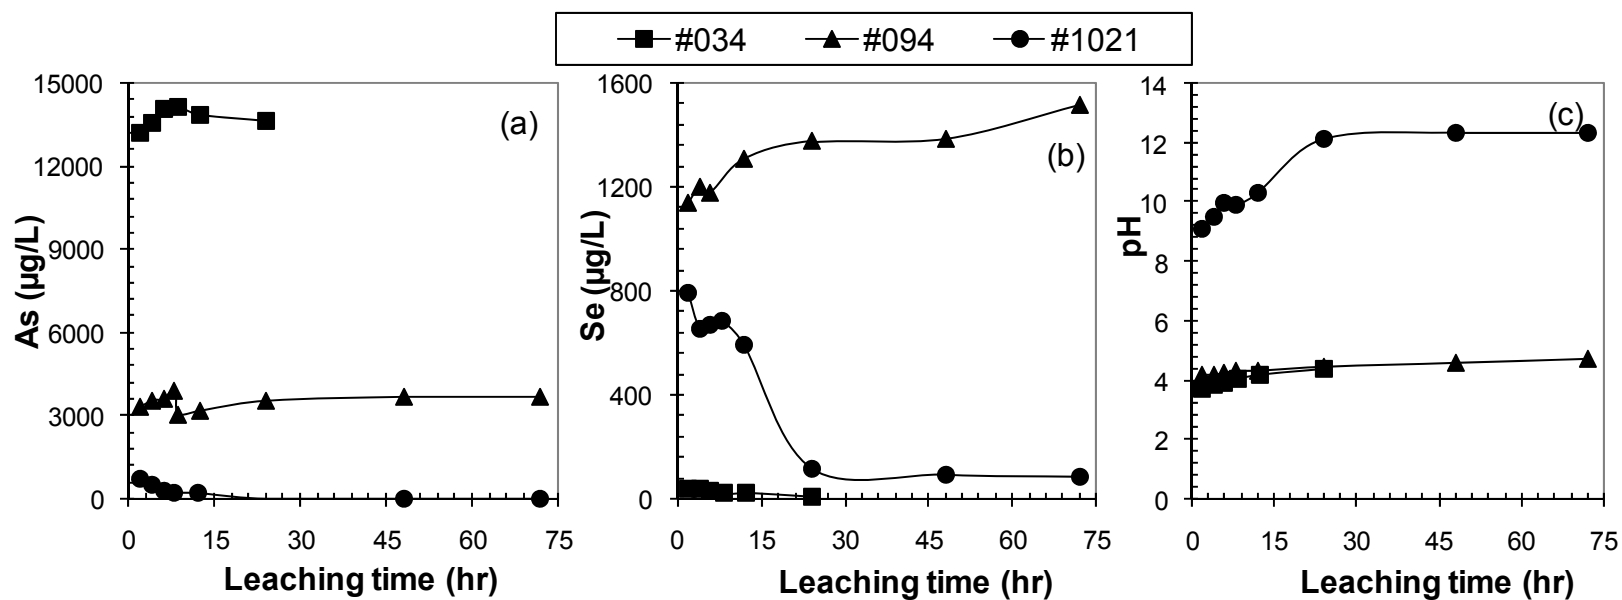 #034 #094 #1021
15000
12000
9000
6000
3000
0
As (µg/L)
(a)
0 15 30 45 60 75
Leaching time (hr)
1600
1200
800
400
0
Se (µg/L)
(b)
0 15 30 45 60 75
Leaching time (hr)
14
12
10
8
6
4
2
0
pH
(c)
0 15 30 45 60 75
Leaching time (hr)